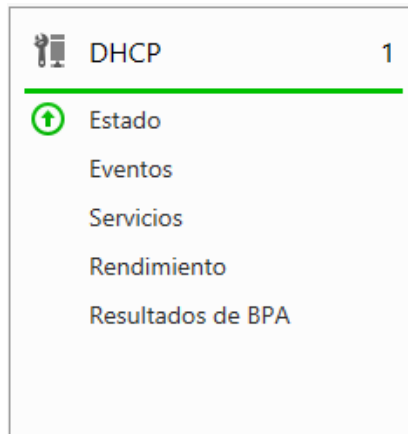 DHCP 1
Estado
Eventos
Servicios
Rendimiento
Resultados de BPA